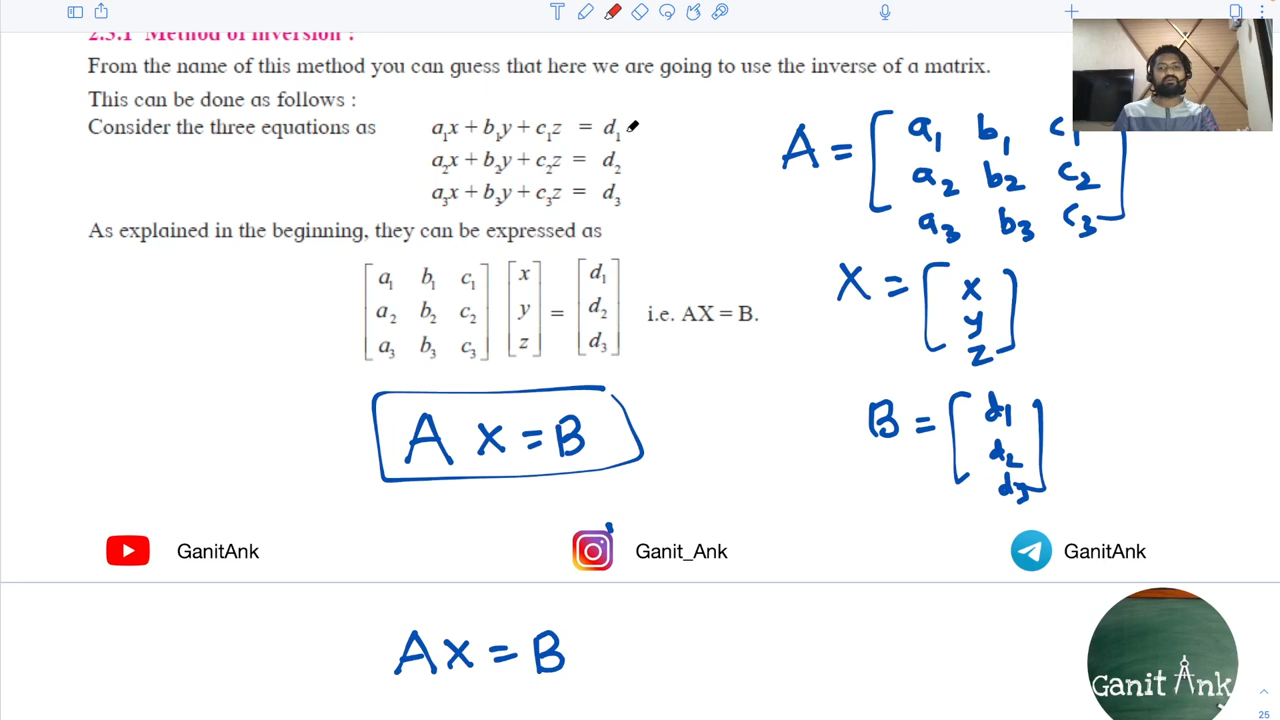 2.3.1 Method of Inversion :
From the name of this method you can guess that here we are going to use the inverse of a matrix.
This can be done as follows :
Consider the three equations as a₁x + b₁y + c₁z = d₁
a₂x + b₂y + c₂z = d₂
a₃x + b₃y + c₃z = d₃
As explained in the beginning, they can be expressed as
[a₁ b₁ c₁] [x] [d₁]
[a₂ b₂ c₂] [y] = [d₂] i.e. AX = B.
[a₃ b₃ c₃] [z] [d₃]
A X = B
A = [a₁ b₁ c₁
a₂ b₂ c₂
a₃ b₃ c₃]
X = [x
y
z]
B = [d₁
d₂
d₃]
GanitAnk
Ganit_Ank
GanitAnk
AX = B
Ganit Ank
25